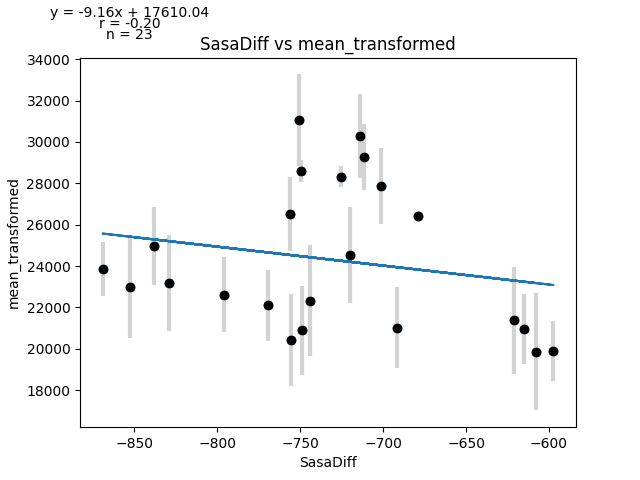 y = -9.16x + 17610.04
r = -0.20
n = 23
SasaDiff vs mean_transformed
34000
32000
30000
28000
26000
24000
22000
20000
18000
mean_transformed
−850
−800
−750
−700
−650
−600
SasaDiff